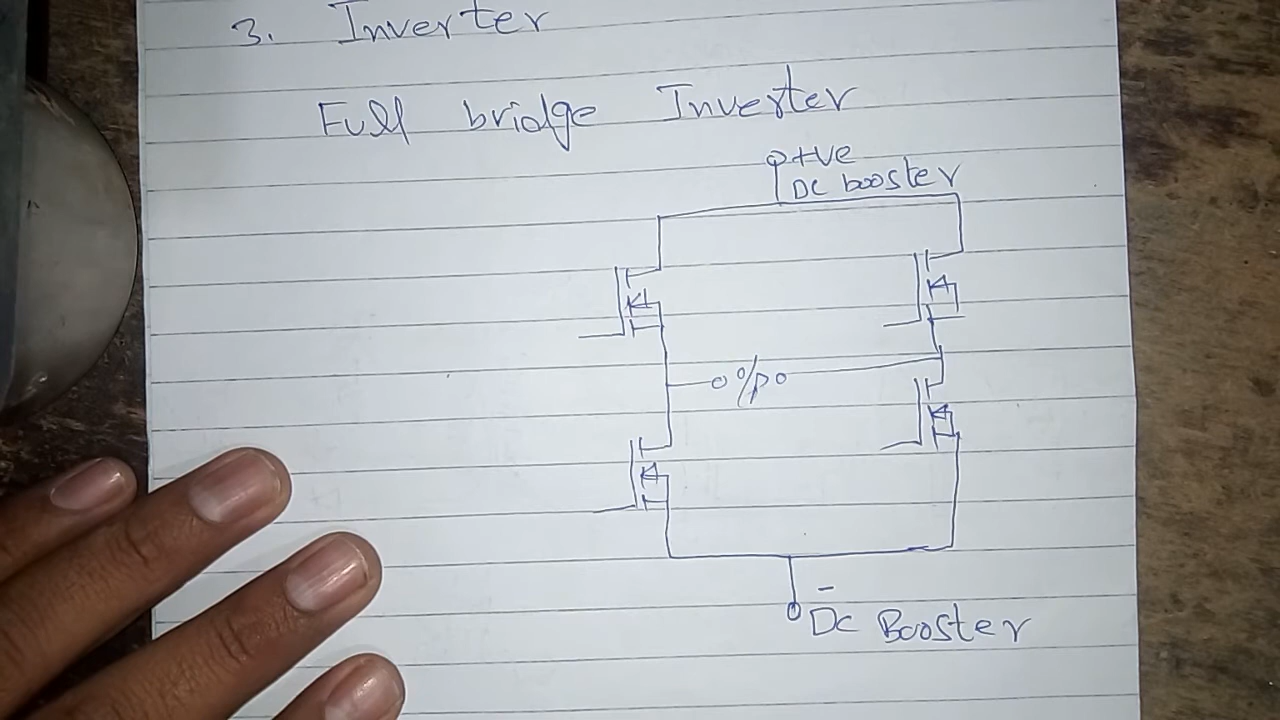 3. Inverter
Full bridge Inverter
+ve
DC booster
o/p
-
DC Booster